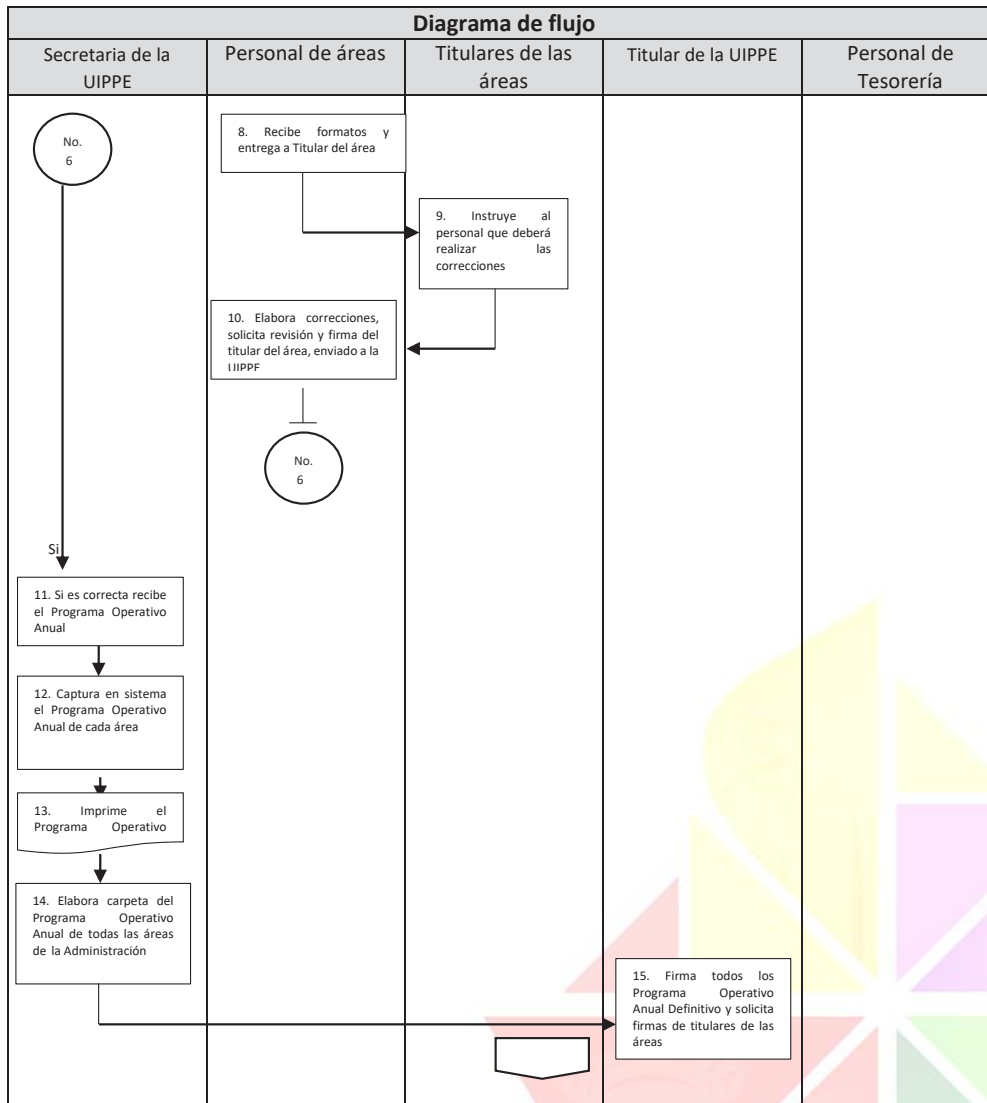 Diagrama de flujo
Secretaria de la
UIPPE
Personal de áreas
Titulares de las
áreas
Titular de la UIPPE
Personal de
Tesorería
No.
6
8. Recibe formatos y
entrega a Titular del área
9. Instruye al
personal que deberá
realizar las
correcciones
10. Elabora correcciones,
solicita revisión y firma del
titular del área, enviado a la
UIPPE
No.
6
Si
11. Si es correcta recibe
el Programa Operativo
Anual
12. Captura en sistema
el Programa Operativo
Anual de cada área
13. Imprime el
Programa Operativo
14. Elabora carpeta del
Programa Operativo
Anual de todas las áreas
de la Administración
15. Firma todos los
Programa Operativo
Anual Definitivo y solicita
firmas de titulares de las
áreas